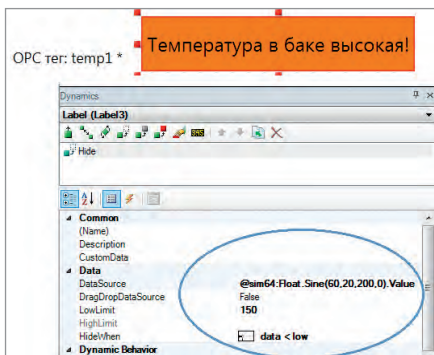 Температура в баке высокая!
OPC тег: temp1 *
Dynamics
Label (Label3)
Hide
Common
(Name)
Description
CustomData
Data
DataSource @sim64:Float.Sine(60,20,200,0).Value
DragDropDataSource False
LowLimit 150
HighLimit
HideWhen data < low
Dynamic Behavior